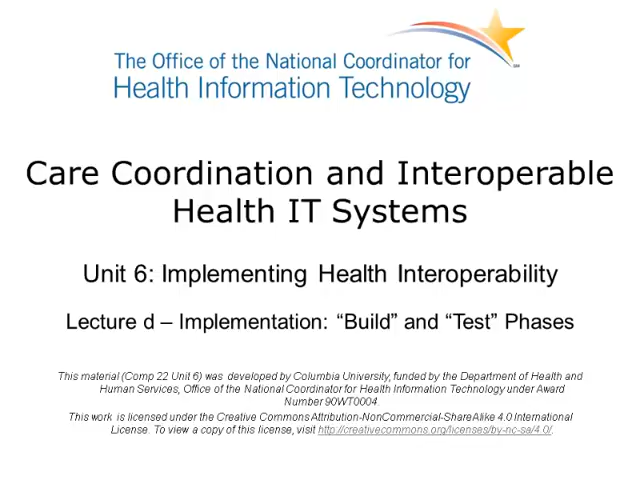 The Office of the National Coordinator for
Health Information Technology
Care Coordination and Interoperable
Health IT Systems
Unit 6: Implementing Health Interoperability
Lecture d – Implementation: “Build” and “Test” Phases
This material (Comp 22 Unit 6) was developed by Columbia University, funded by the Department of Health and
Human Services, Office of the National Coordinator for Health Information Technology under Award
Number 90WT0004.
This work is licensed under the Creative Commons Attribution-NonCommercial-ShareAlike 4.0 International
License. To view a copy of this license, visit http://creativecommons.org/licenses/by-nc-sa/4.0/.